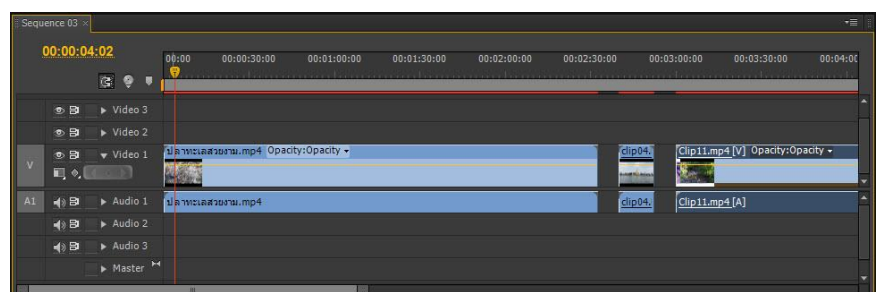 Sequence 03 ×
00:00:04:02
00:00 00:00:30:00 00:01:00:00 00:01:30:00 00:02:00:00 00:02:30:00 00:03:00:00 00:03:30:00 00:04:00
Video 3
Video 2
V Video 1 ปลาทะเลสวยงาม.mp4 Opacity:Opacity clip04. Clip11.mp4 [V] Opacity:Opacity
A1 Audio 1 ปลาทะเลสวยงาม.mp4 clip04. Clip11.mp4 [A]
Audio 2
Audio 3
Master